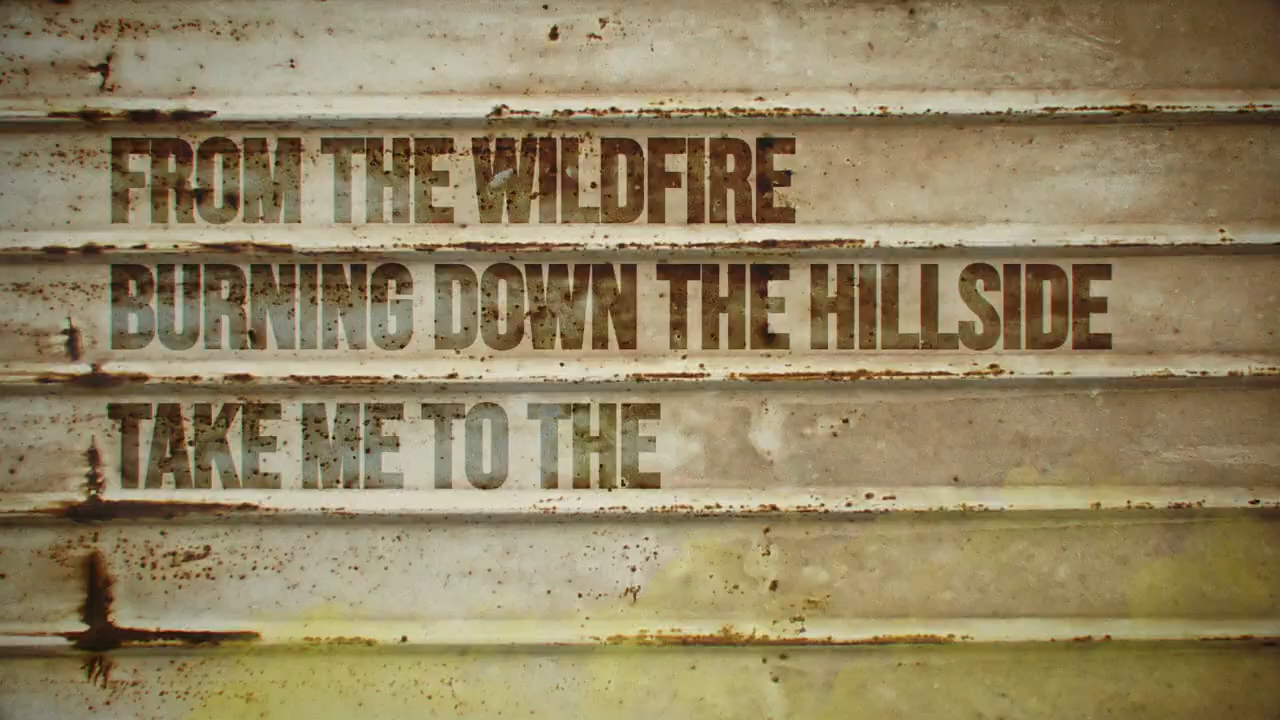 FROM THE WILDFIRE
BURNING DOWN THE HILLSIDE
TAKE ME TO THE